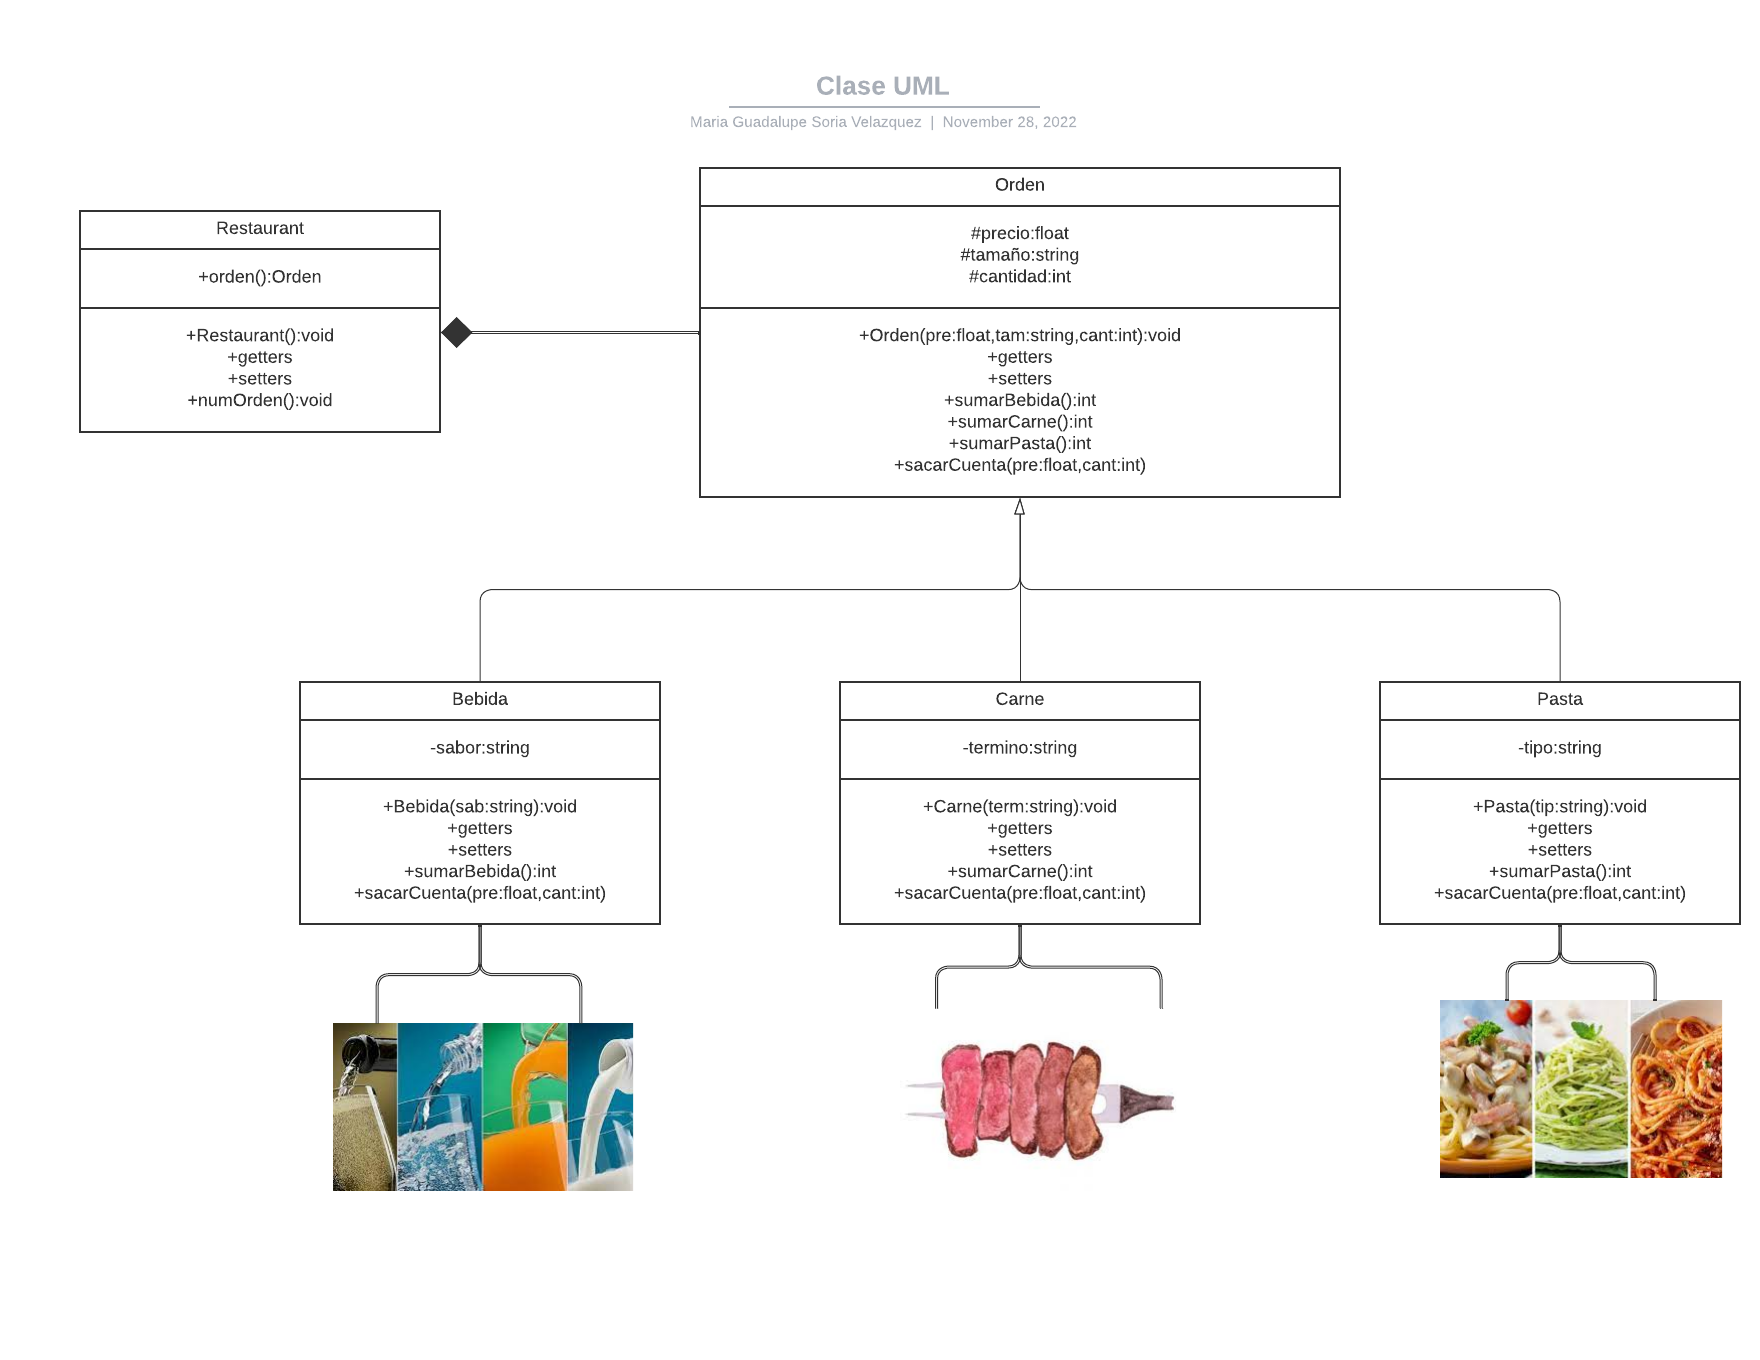 Clase UML
Maria Guadalupe Soria Velazquez | November 28, 2022
Restaurant
+orden():Orden
+Restaurant():void
+getters
+setters
+numOrden():void
Orden
#precio:float
#tamaño:string
#cantidad:int
+Orden(pre:float,tam:string,cant:int):void
+getters
+setters
+sumarBebida():int
+sumarCarne():int
+sumarPasta():int
+sacarCuenta(pre:float,cant:int)
Bebida
-sabor:string
+Bebida(sab:string):void
+getters
+setters
+sumarBebida():int
+sacarCuenta(pre:float,cant:int)
Carne
-termino:string
+Carne(term:string):void
+getters
+setters
+sumarCarne():int
+sacarCuenta(pre:float,cant:int)
Pasta
-tipo:string
+Pasta(tip:string):void
+getters
+setters
+sumarPasta():int
+sacarCuenta(pre:float,cant:int)